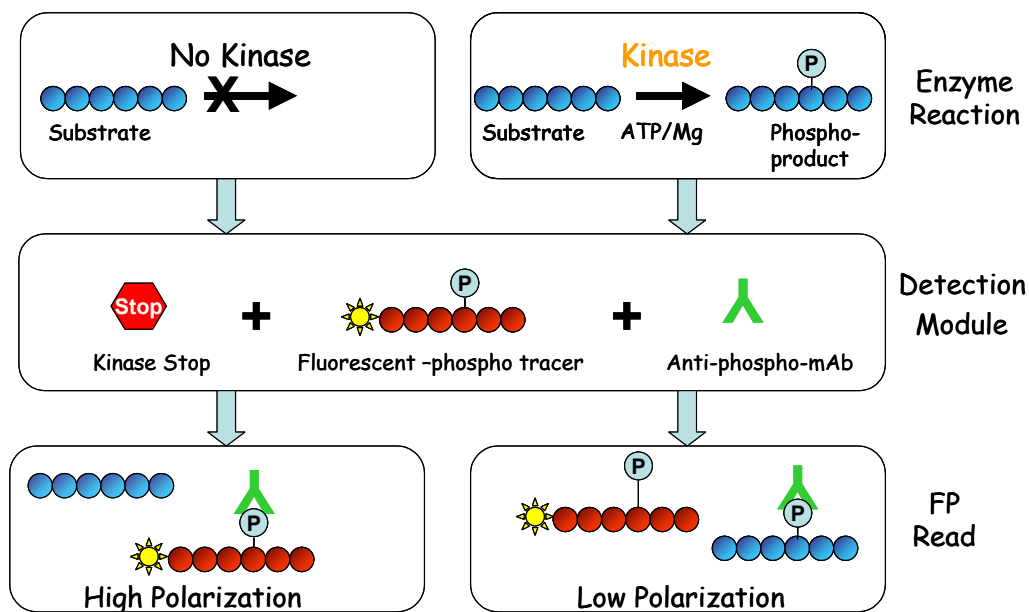 No Kinase
Substrate
Kinase
P
Substrate
ATP/Mg
Phospho-
product
Enzyme
Reaction
Stop
Kinase Stop
P
Fluorescent –phospho tracer
Anti-phospho-mAb
Detection
Module
P
High Polarization
P
P
Low Polarization
FP
Read